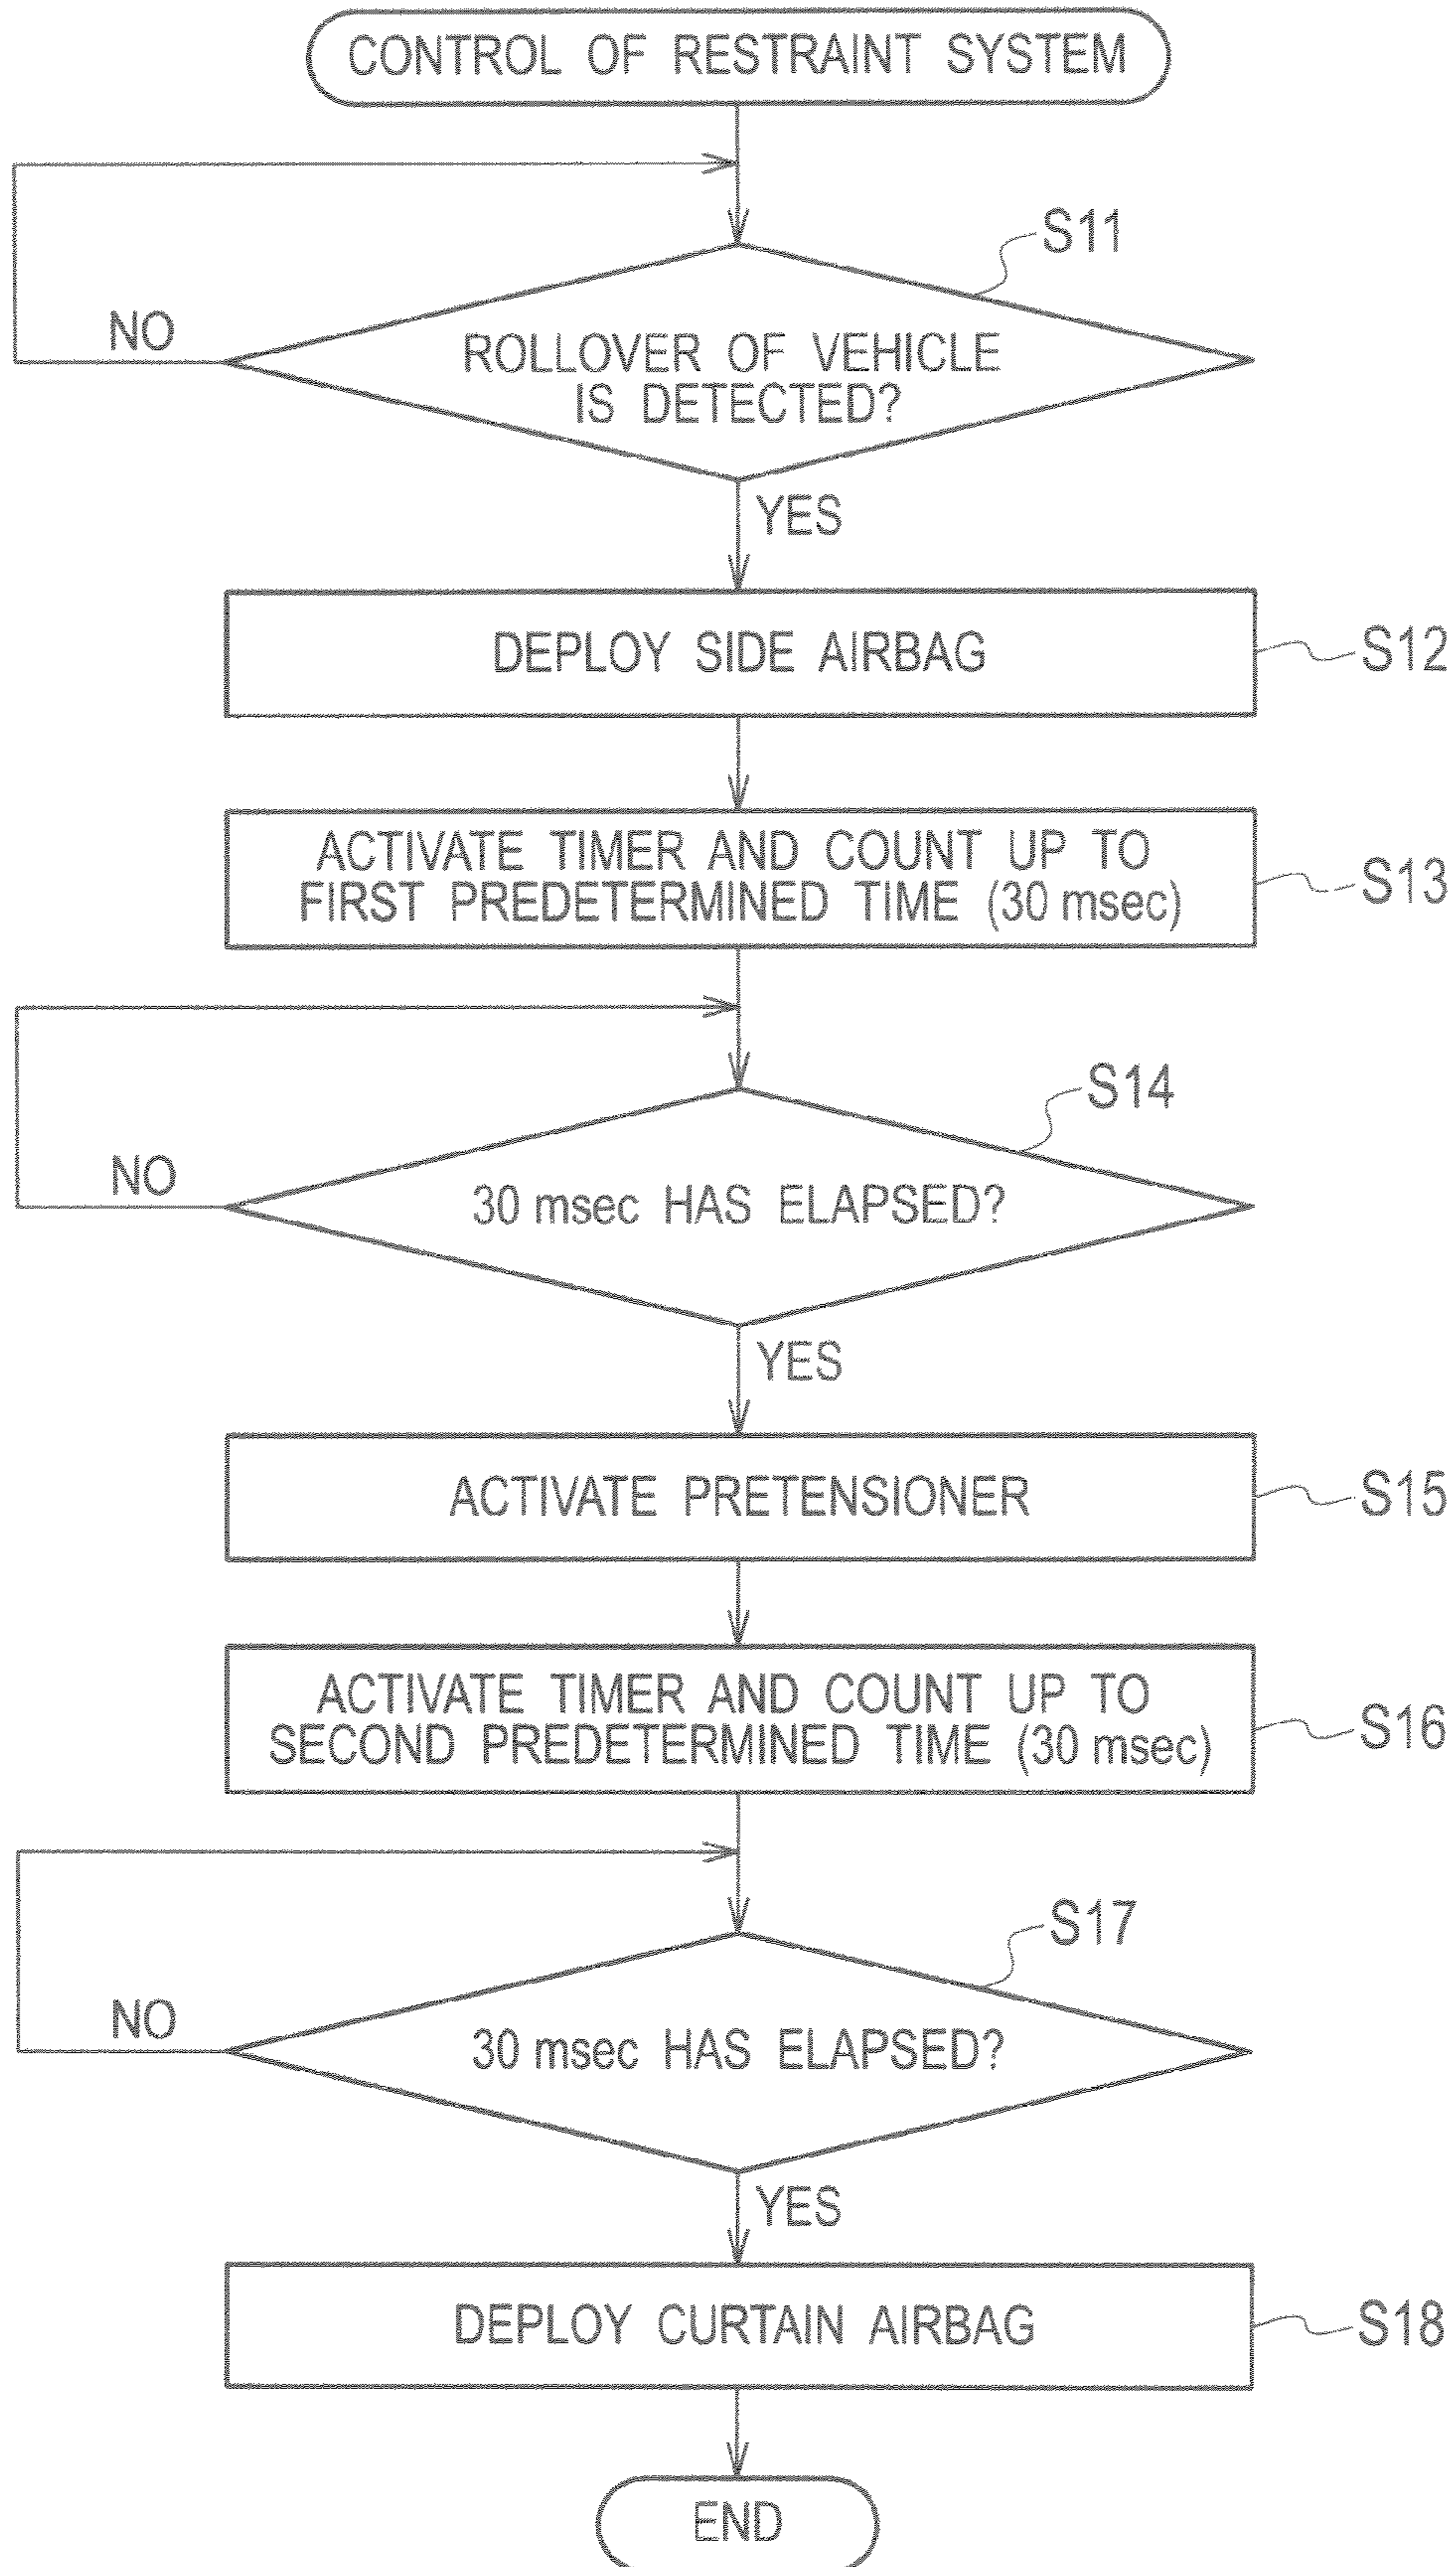 CONTROL OF RESTRAINT SYSTEM
S11
NO
ROLLOVER OF VEHICLE
IS DETECTED?
YES
DEPLOY SIDE AIRBAG
S12
ACTIVATE TIMER AND COUNT UP TO
FIRST PREDETERMINED TIME (30 msec)
S13
S14
NO
30 msec HAS ELAPSED?
YES
ACTIVATE PRETENSIONER
S15
ACTIVATE TIMER AND COUNT UP TO
SECOND PREDETERMINED TIME (30 msec)
S16
S17
NO
30 msec HAS ELAPSED?
YES
DEPLOY CURTAIN AIRBAG
S18
END